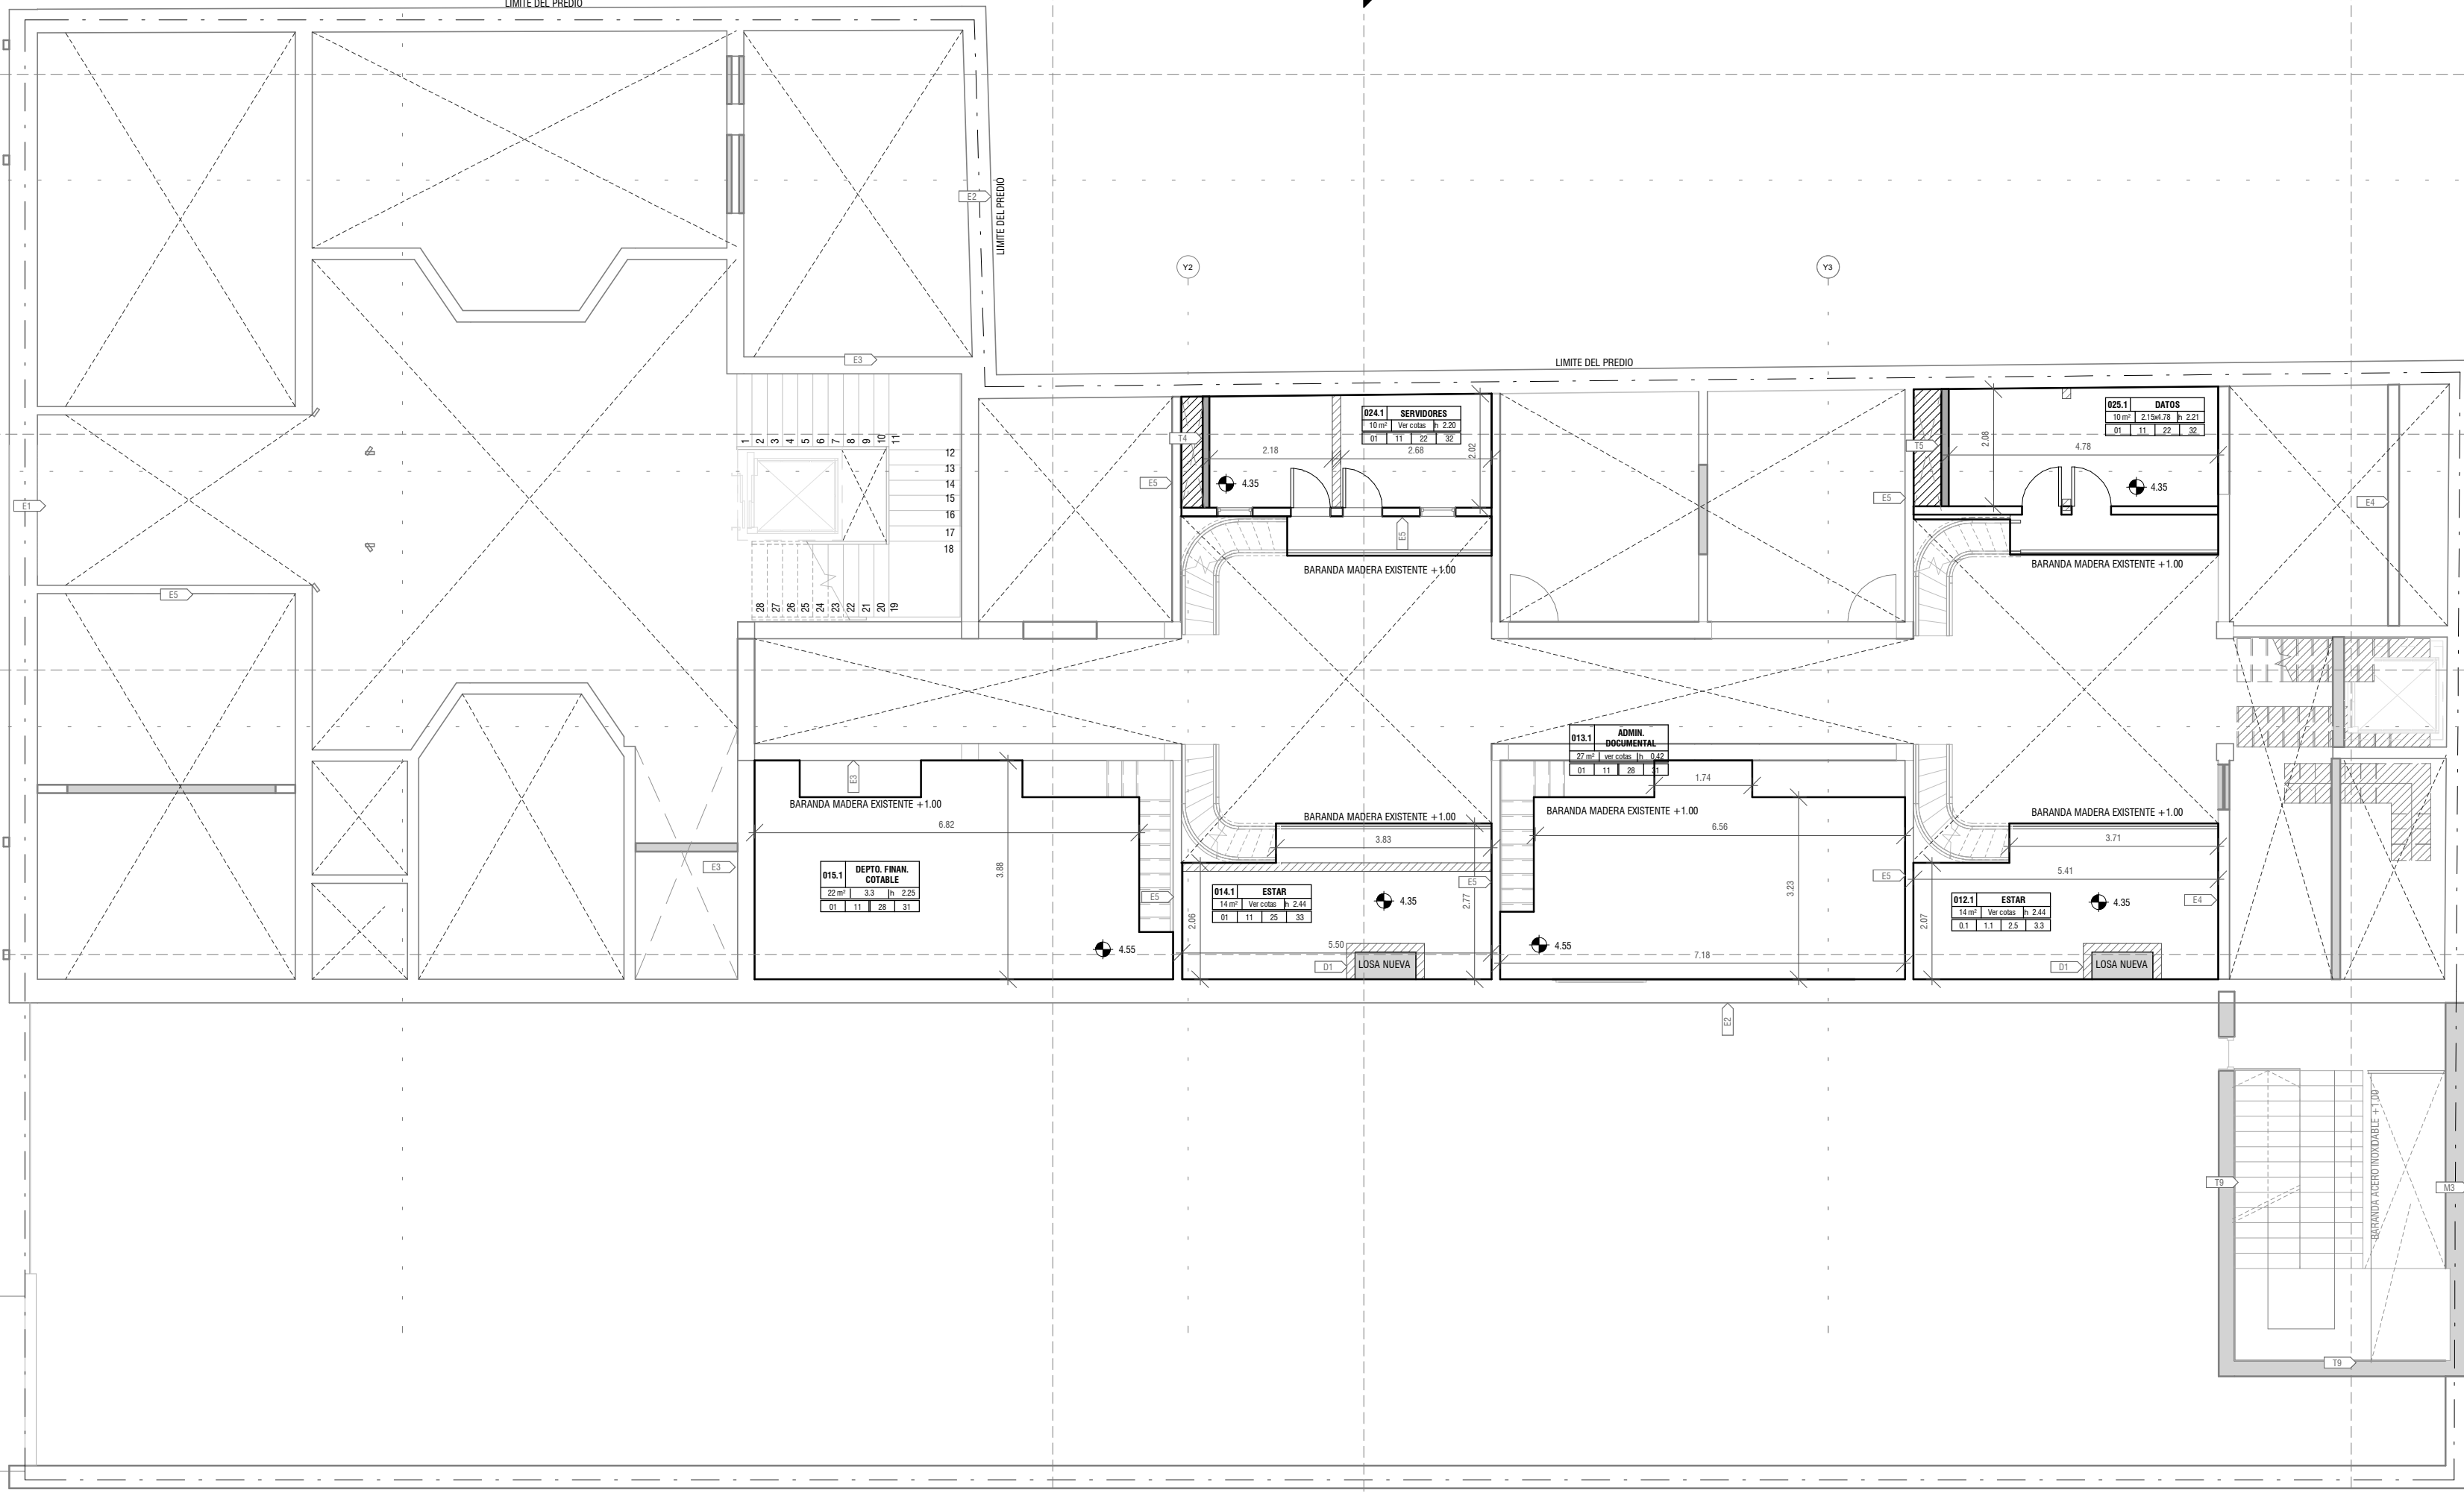 LIMITE DEL PREDIO
E2
LIMITE DEL PREDIO
Y2
Y3
E3
LIMITE DEL PREDIO
024.1 SERVIDORES
10 m² Ver cotas h 2.20
01 11 22 32
025.1 DATOS
10 m² 2.15x4.78 h 2.21
01 11 22 32
1 2 3 4 5 6 7 8 9 10 11
12
13
14
15
16
17
18
T4
2.18
2.68
2.02
T5
2.08
4.78
E5
4.35
E5
4.35
E4
E1
E5
BARANDA MADERA EXISTENTE +1.00
BARANDA MADERA EXISTENTE +1.00
E5
28 27 26 25 24 23 22 21 20 19
013.1 ADMIN.
DOCUMENTAL
27 m² ver cotas h 0.42
01 11 28 31
1.74
E3
BARANDA MADERA EXISTENTE +1.00
BARANDA MADERA EXISTENTE +1.00
BARANDA MADERA EXISTENTE +1.00
BARANDA MADERA EXISTENTE +1.00
6.82
3.83
6.56
3.71
E3
015.1 DEPTO. FINAN.
COTABLE
22 m² 3.3 h 2.25
01 11 28 31
3.88
E5
014.1 ESTAR
14 m² Ver cotas h 2.44
01 11 25 33
4.35
E5
2.77
2.06
3.23
E5
5.41
012.1 ESTAR
14 m² Ver cotas h 2.44
0.1 1.1 2.5 3.3
4.35
E4
2.07
4.55
5.50
4.55
7.18
D1
LOSA NUEVA
D1
LOSA NUEVA
E2
BARANDA ACERO INOXIDABLE +1.00
T9
M3
T9